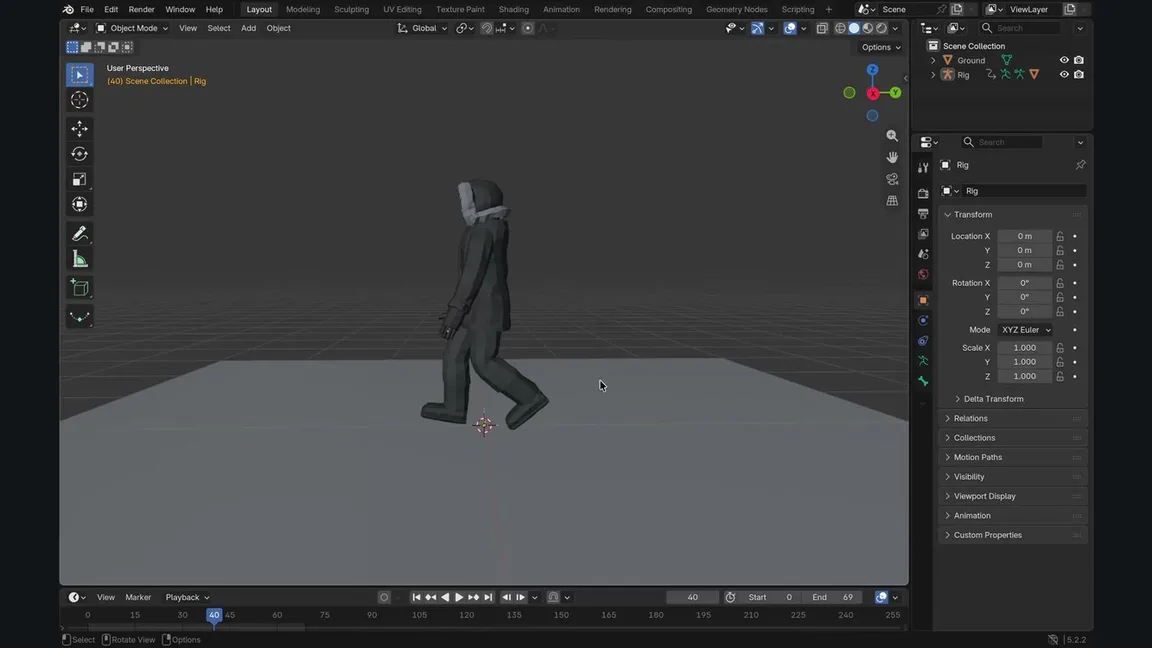 File Edit Render Window Help Layout Modeling Sculpting UV Editing Texture Paint Shading Animation Rendering Compositing Geometry Nodes Scripting + Scene ViewLayer
Object Mode View Select Add Object Global Search
Options
User Perspective
(40) Scene Collection | Rig
Z
X
Y
Scene Collection
Ground
Rig
Search
Rig
Rig
Transform
Location X 0 m
Y 0 m
Z 0 m
Rotation X 0°
Y 0°
Z 0°
Mode XYZ Euler
Scale X 1.000
Y 1.000
Z 1.000
Delta Transform
Relations
Collections
Motion Paths
Visibility
Viewport Display
Animation
Custom Properties
View Marker Playback 40 Start 0 End 69
0 15 30 40 45 60 75 90 105 120 135 150 165 180 195 210 225 240 255
Select Rotate View Options 5.2.2